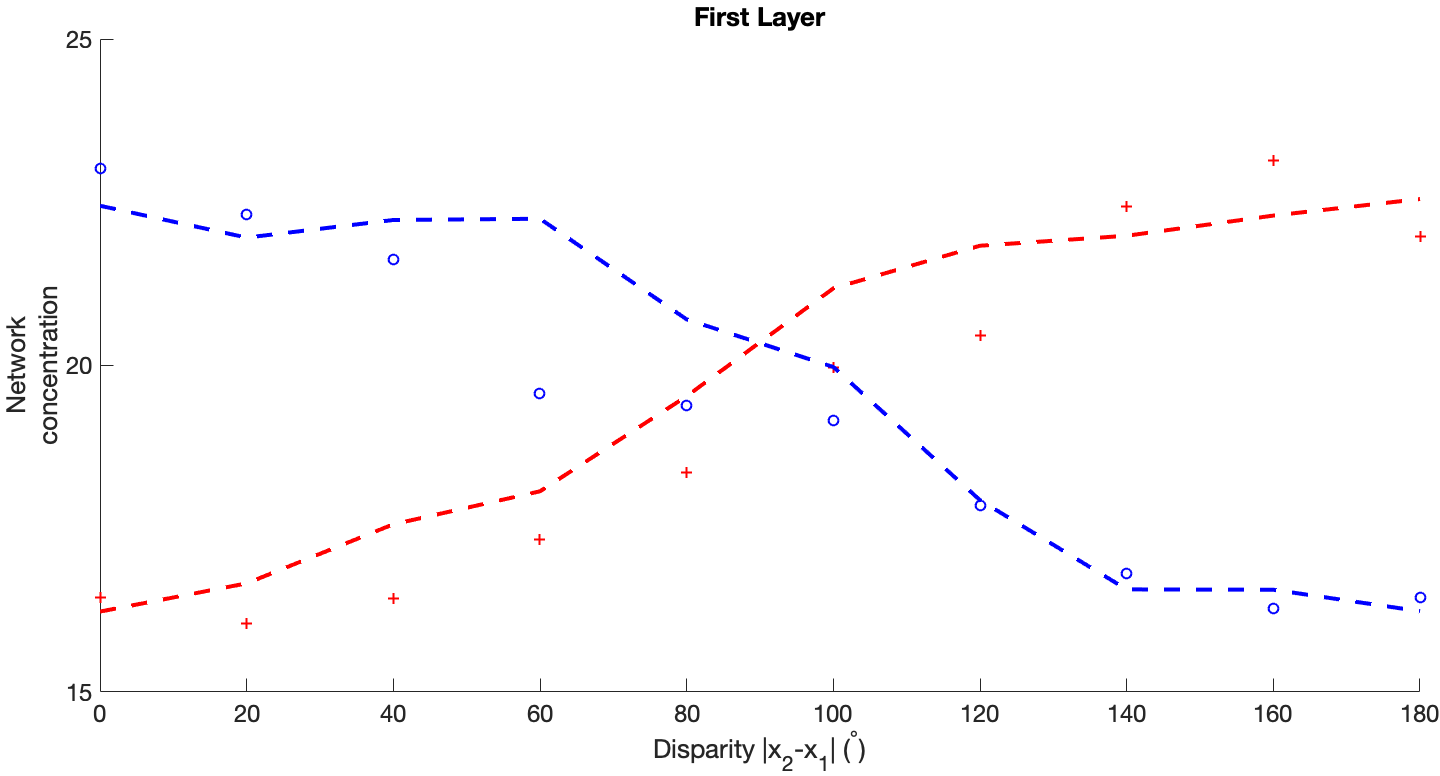 First Layer
25
20
15
Network
concentration
0 20 40 60 80 100 120 140 160 180
Disparity |x₂-x₁| (°)